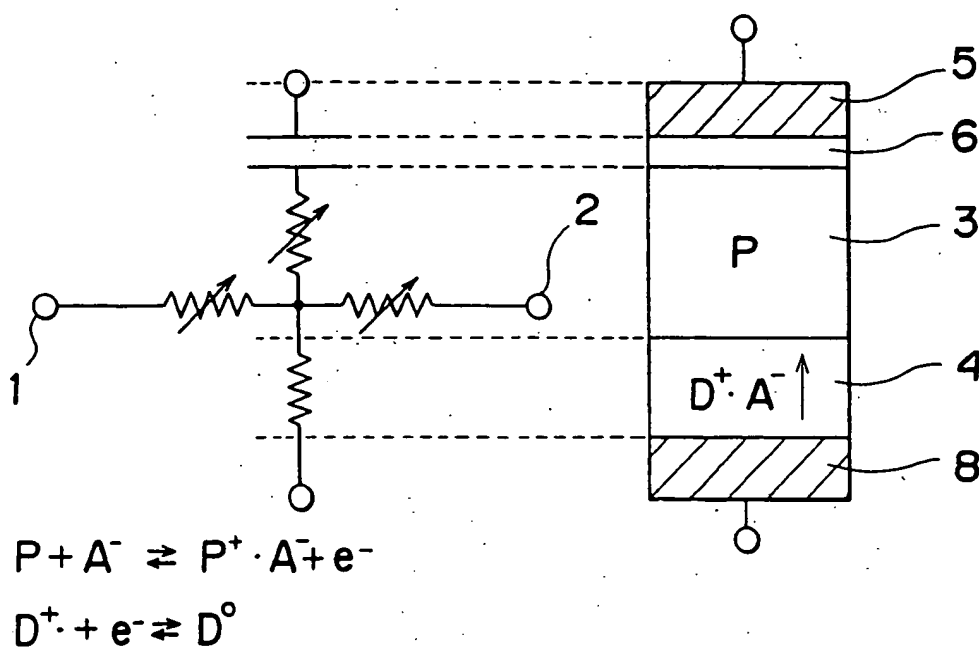 5
6
2
3
P
1
4
D⁺· A⁻
8
P + A⁻ ⇄ P⁺ · A⁻ + e⁻
D⁺· + e⁻ ⇄ D⁰